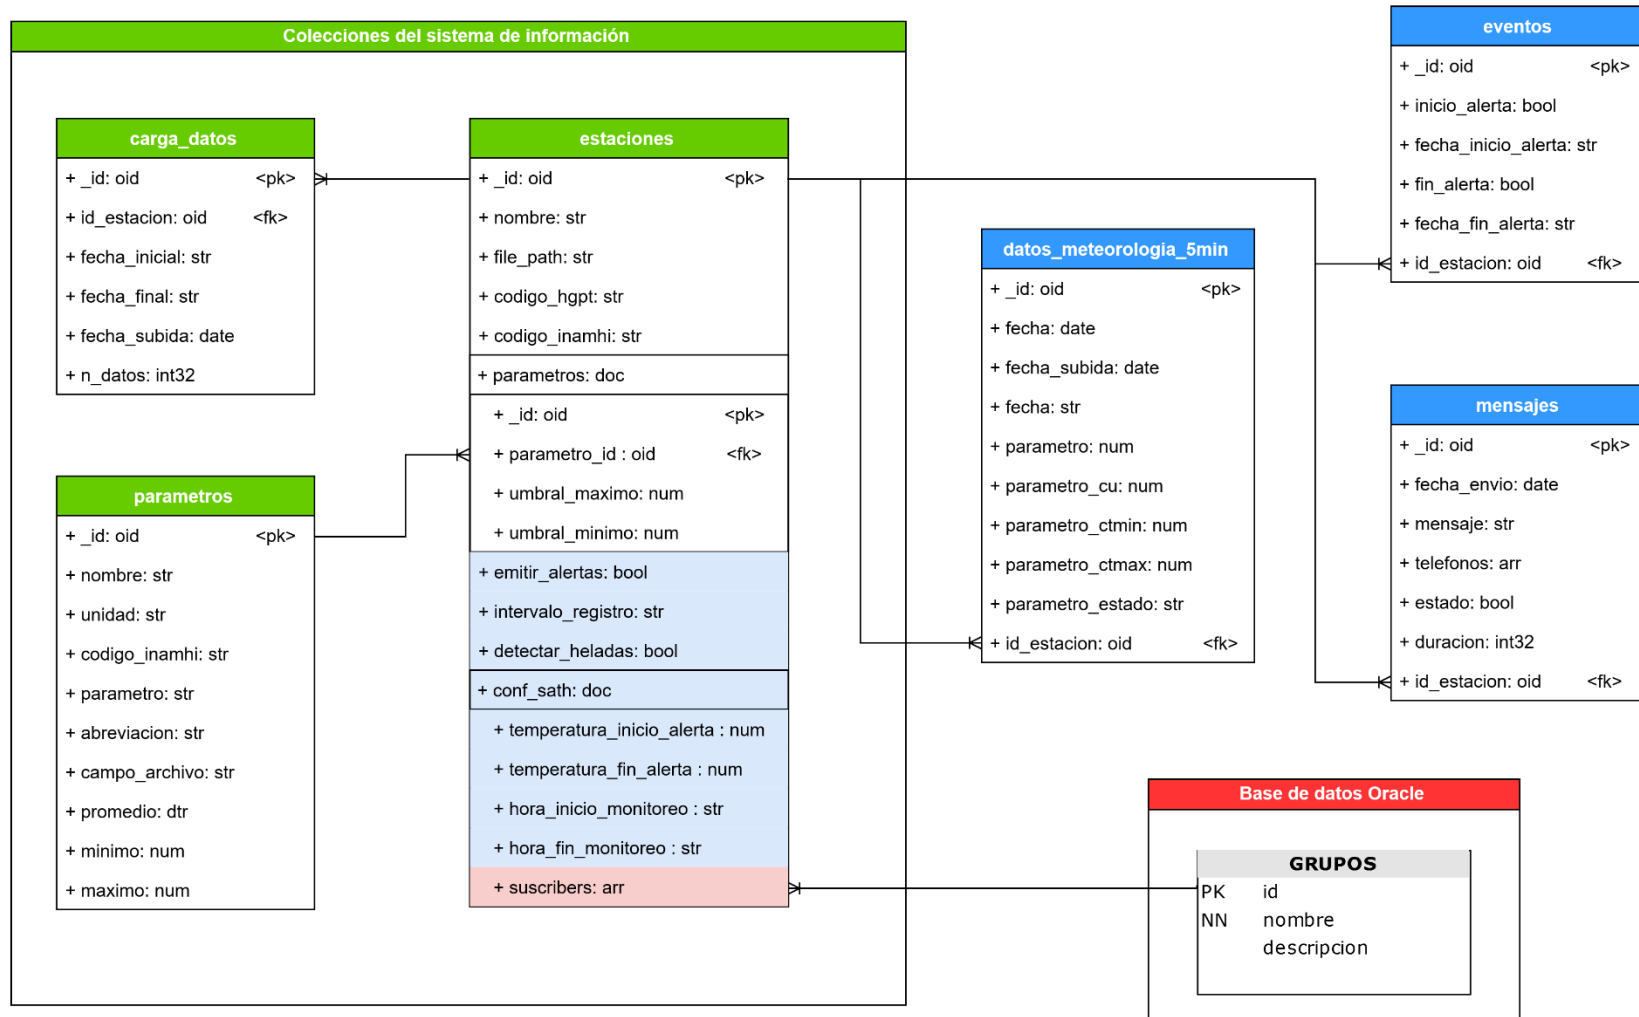 Colecciones del sistema de información
carga_datos
+ _id: oid <pk>
+ id_estacion: oid <fk>
+ fecha_inicial: str
+ fecha_final: str
+ fecha_subida: date
+ n_datos: int32
parametros
+ _id: oid <pk>
+ nombre: str
+ unidad: str
+ codigo_inamhi: str
+ parametro: str
+ abreviacion: str
+ campo_archivo: str
+ promedio: dtr
+ minimo: num
+ maximo: num
estaciones
+ _id: oid <pk>
+ nombre: str
+ file_path: str
+ codigo_hgpt: str
+ codigo_inamhi: str
+ parametros: doc
+ _id: oid <pk>
+ parametro_id : oid <fk>
+ umbral_maximo: num
+ umbral_minimo: num
+ emitir_alertas: bool
+ intervalo_registro: str
+ detectar_heladas: bool
+ conf_sath: doc
+ temperatura_inicio_alerta : num
+ temperatura_fin_alerta : num
+ hora_inicio_monitoreo : str
+ hora_fin_monitoreo : str
+ suscribers: arr
datos_meteorologia_5min
+ _id: oid <pk>
+ fecha: date
+ fecha_subida: date
+ fecha: str
+ parametro: num
+ parametro_cu: num
+ parametro_ctmin: num
+ parametro_ctmax: num
+ parametro_estado: str
+ id_estacion: oid <fk>
eventos
+ _id: oid <pk>
+ inicio_alerta: bool
+ fecha_inicio_alerta: str
+ fin_alerta: bool
+ fecha_fin_alerta: str
+ id_estacion: oid <fk>
mensajes
+ _id: oid <pk>
+ fecha_envio: date
+ mensaje: str
+ telefonos: arr
+ estado: bool
+ duracion: int32
+ id_estacion: oid <fk>
Base de datos Oracle
GRUPOS
PK id
NN nombre
descripcion